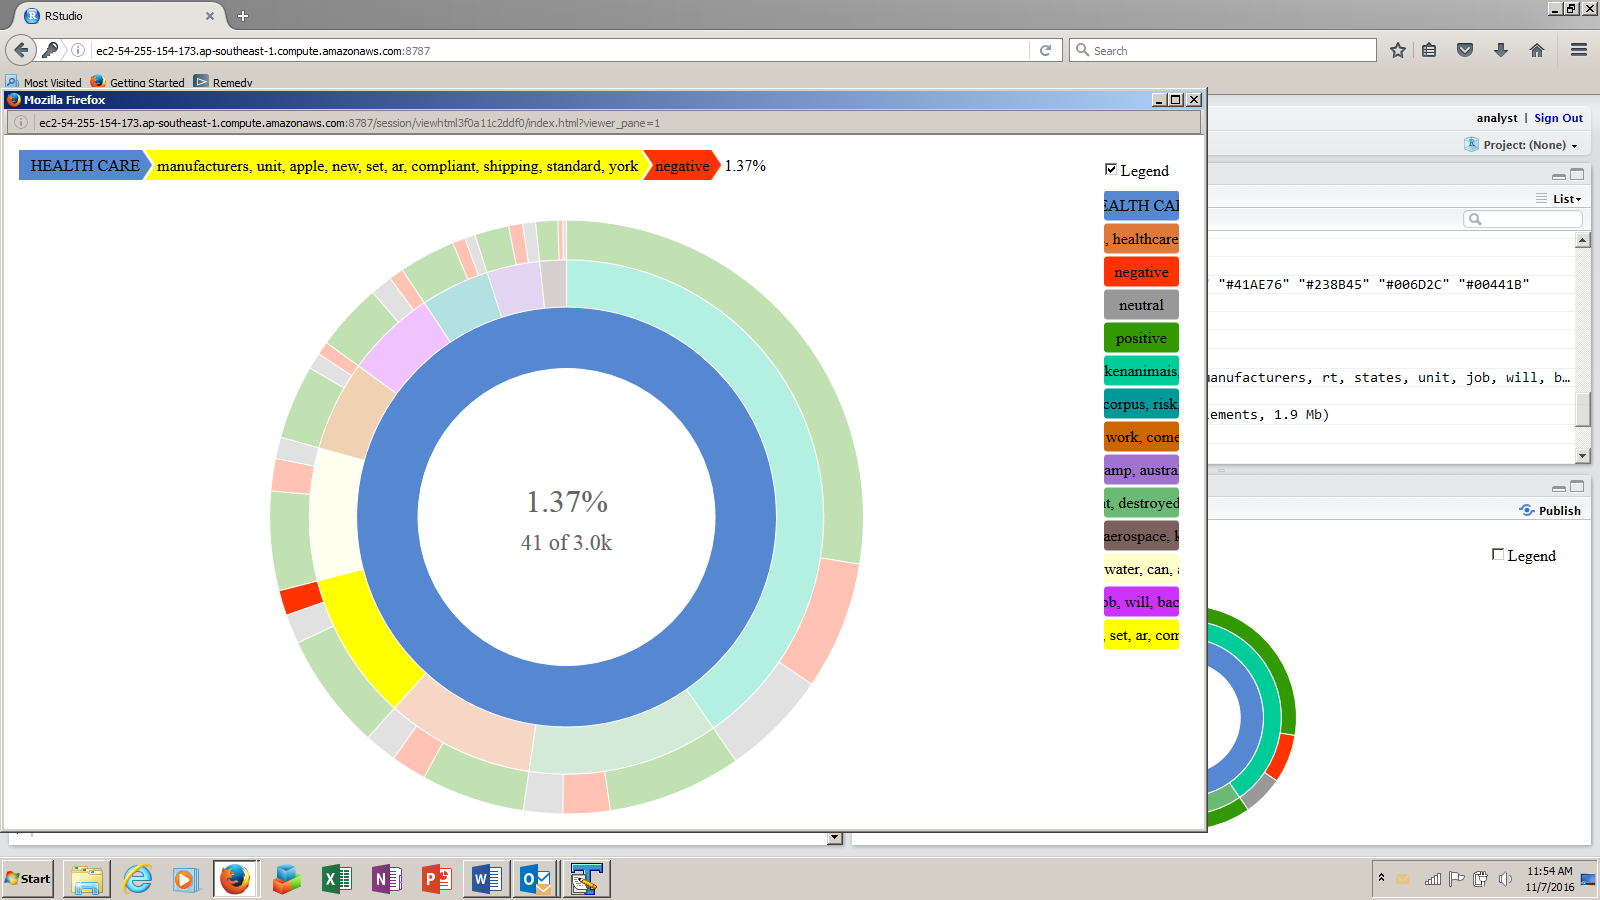 RStudio
ec2-54-255-154-173.ap-southeast-1.compute.amazonaws.com:8787
Search
Most Visited
Getting Started
Remedy
Mozilla Firefox
ec2-54-255-154-173.ap-southeast-1.compute.amazonaws.com:8787/session/viewhtml3f0a11c2ddf0/index.html?viewer_pane=1
analyst | Sign Out
Project: (None)
List
HEALTH CARE
manufacturers, unit, apple, new, set, ar, compliant, shipping, standard, york
negative
1.37%
Legend
EALTH CAI
, healthcare
negative
neutral
positive
kenanimais,
corpus, risk,
work, come
amp, austra
t, destroyed
aerospace, k
water, can, a
ob, will, bac
, set, ar, com
1.37%
41 of 3.0k
" "#41AE76" "#238B45" "#006D2C" "#00441B"
anufacturers, rt, states, unit, job, will, b…
ements, 1.9 Mb)
Publish
Legend
Start
11:54 AM
11/7/2016